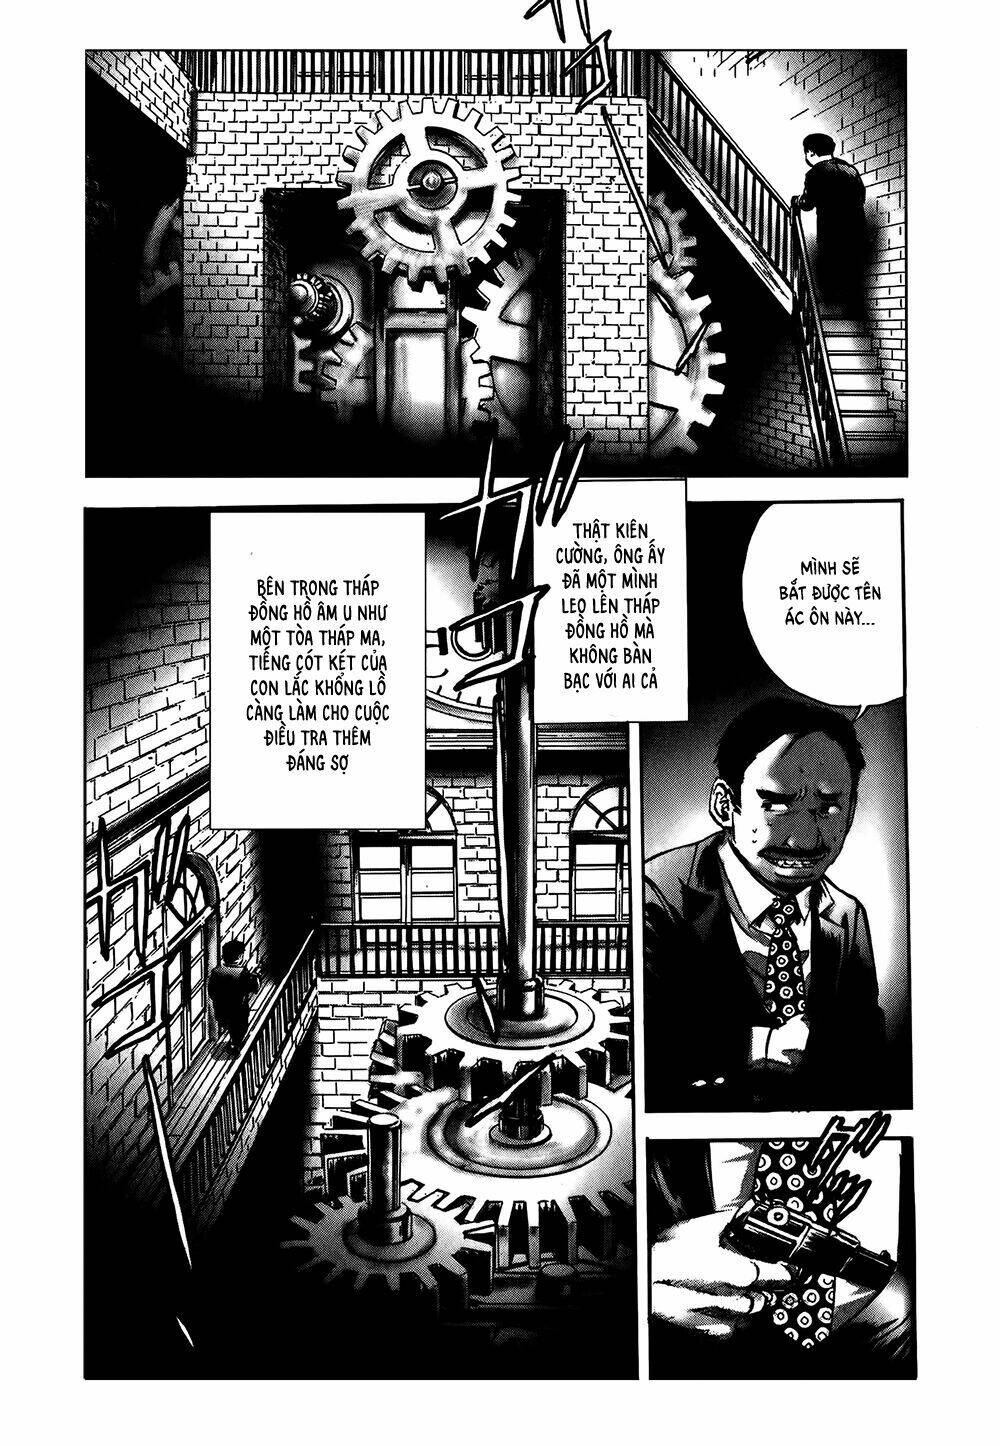 MÌNH SẼ
BẮT ĐƯỢC TÊN
ÁC ÔN NÀY...
THẬT KIÊN
CƯỜNG, ÔNG ẤY
ĐÃ MỘT MÌNH
LEO LÊN THÁP
ĐỒNG HỒ MÀ
KHÔNG BÀN
BẠC VỚI AI CẢ
BÊN TRONG THÁP
ĐỒNG HỒ ÂM U NHƯ
MỘT TÒA THÁP MA,
TIẾNG CÓT KÉT CỦA
CON LẮC KHỔNG LỒ
CÀNG LÀM CHO CUỘC
ĐIỀU TRA THÊM
ĐÁNG SỢ